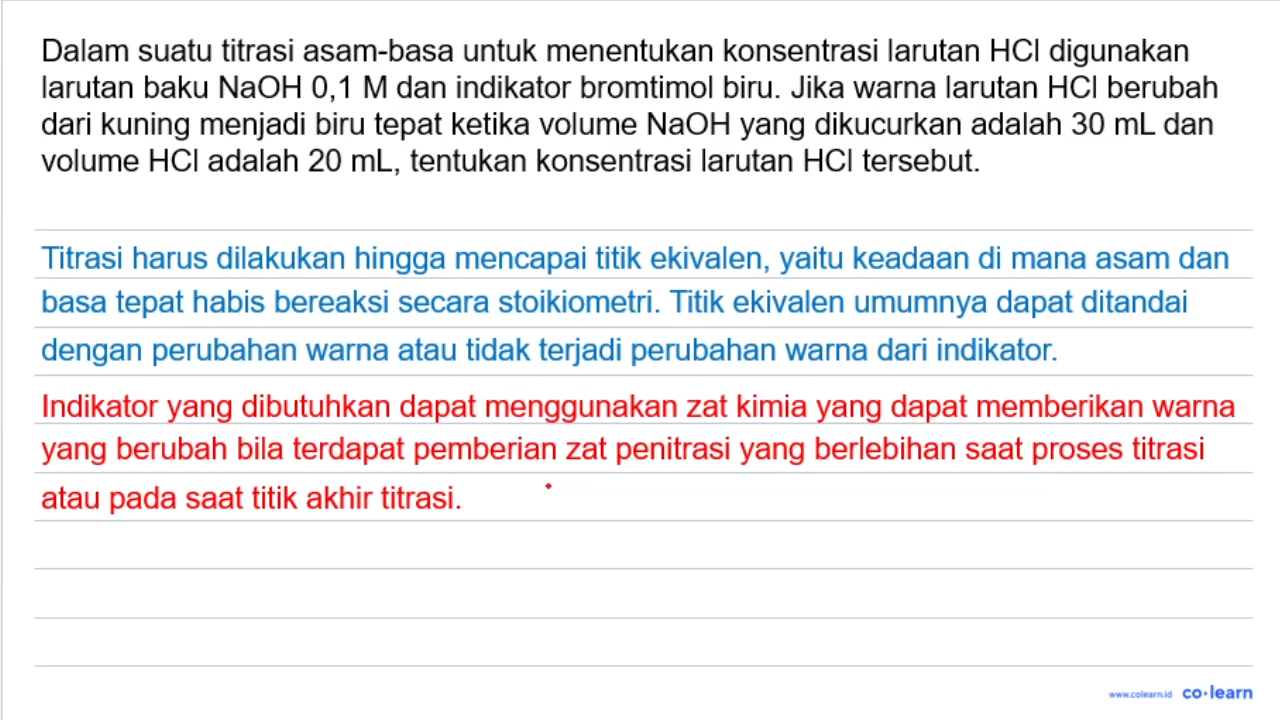 Dalam suatu titrasi asam-basa untuk menentukan konsentrasi larutan HCl digunakan
larutan baku NaOH 0,1 M dan indikator bromtimol biru. Jika warna larutan HCl berubah
dari kuning menjadi biru tepat ketika volume NaOH yang dikucurkan adalah 30 mL dan
volume HCl adalah 20 mL, tentukan konsentrasi larutan HCl tersebut.
Titrasi harus dilakukan hingga mencapai titik ekivalen, yaitu keadaan di mana asam dan
basa tepat habis bereaksi secara stoikiometri. Titik ekivalen umumnya dapat ditandai
dengan perubahan warna atau tidak terjadi perubahan warna dari indikator.
Indikator yang dibutuhkan dapat menggunakan zat kimia yang dapat memberikan warna
yang berubah bila terdapat pemberian zat penitrasi yang berlebihan saat proses titrasi
atau pada saat titik akhir titrasi.
www.colearn.id co·learn